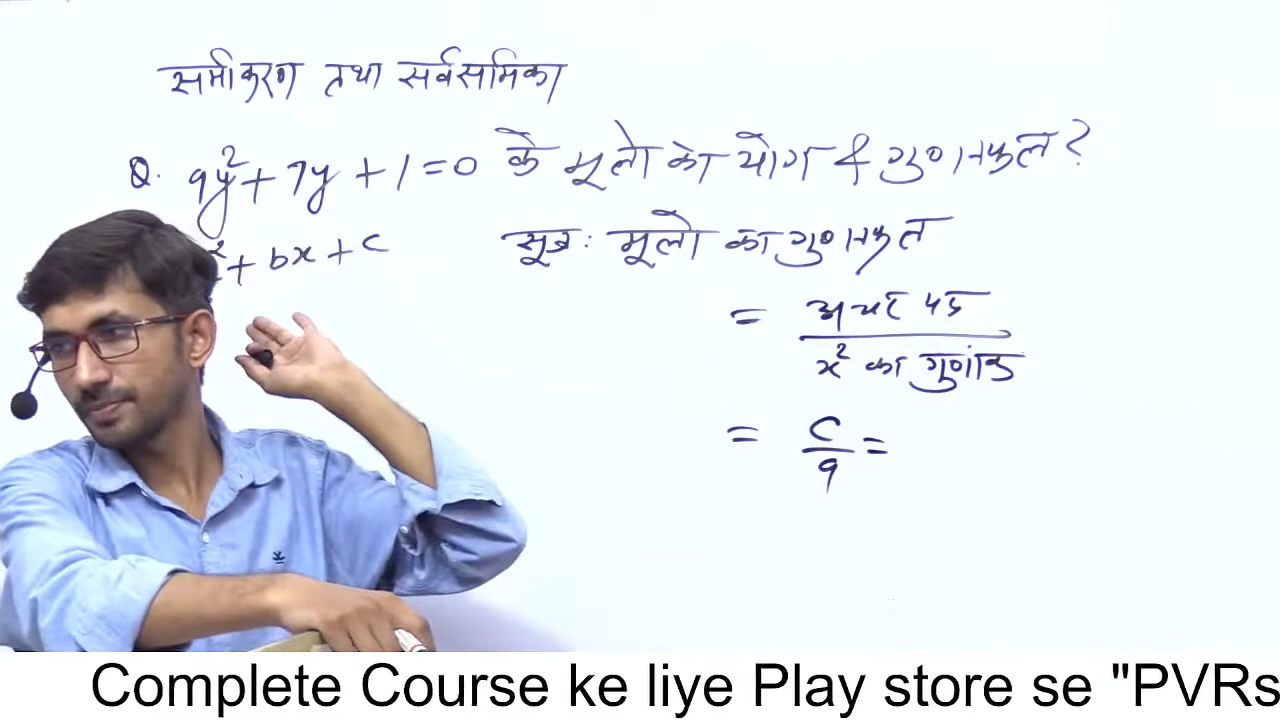 समीकरण तथा सर्वसमिका
Q. 9y²+7y+1=0 के मूलो का योग & गुणनफल?
² + bx + c
सूत्र: मूलो का गुणनफल
= अचर पद / x² का गुणांक
= c/9 =
Complete Course ke liye Play store se "PVRs